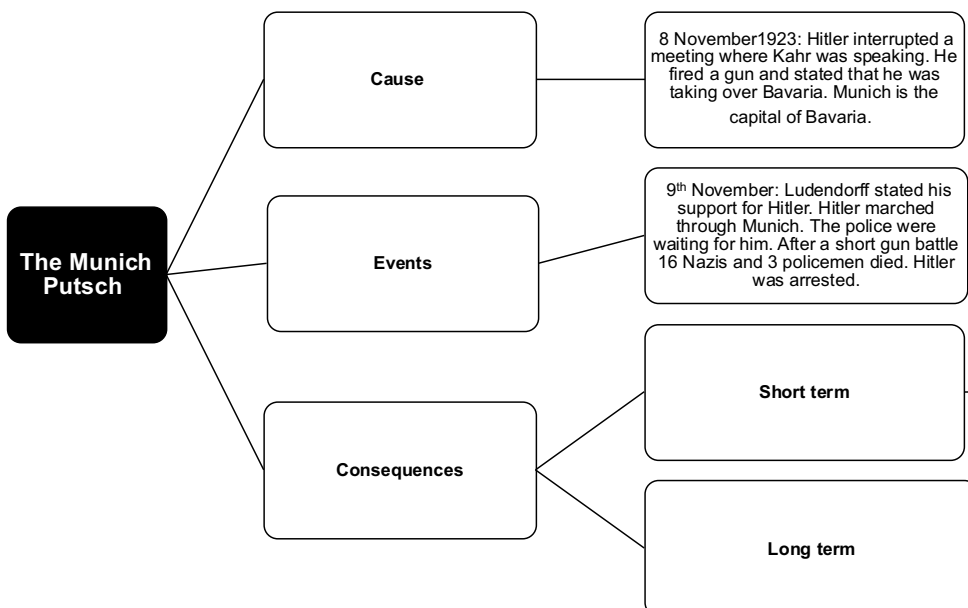 The Munich
Putsch
Cause
8 November1923: Hitler interrupted a
meeting where Kahr was speaking. He
fired a gun and stated that he was
taking over Bavaria. Munich is the
capital of Bavaria.
Events
9th November: Ludendorff stated his
support for Hitler. Hitler marched
through Munich. The police were
waiting for him. After a short gun battle
16 Nazis and 3 policemen died. Hitler
was arrested.
Consequences
Short term
Long term